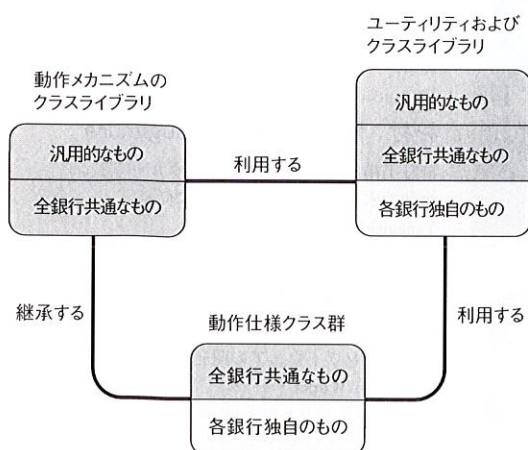 ユーティリティおよび
クラスライブラリ
動作メカニズムの
クラスライブラリ
汎用的なもの
全銀行共通なもの
利用する
汎用的なもの
全銀行共通なもの
各銀行独自のもの
継承する
利用する
動作仕様クラス群
全銀行共通なもの
各銀行独自のもの